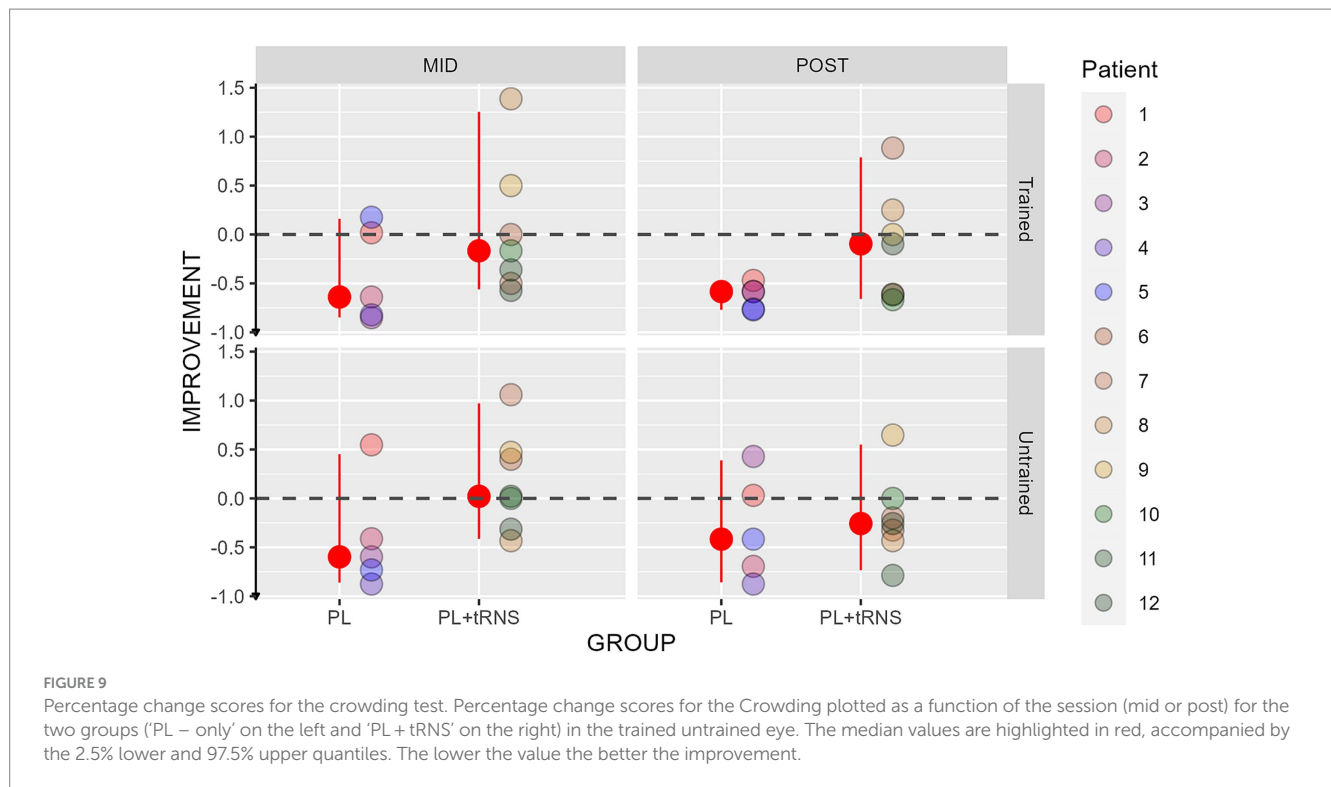 MID
POST
Patient
1.5
1.0
0.5
0.0
-0.5
-1.0
Trained
1.5
1.0
0.5
0.0
-0.5
-1.0
Untrained
IMPROVEMENT
PL
PL+tRNS
PL
PL+tRNS
GROUP
1
2
3
4
5
6
7
8
9
10
11
12
FIGURE 9
Percentage change scores for the crowding test. Percentage change scores for the Crowding plotted as a function of the session (mid or post) for the
two groups (‘PL – only’ on the left and ‘PL + tRNS’ on the right) in the trained untrained eye. The median values are highlighted in red, accompanied by
the 2.5% lower and 97.5% upper quantiles. The lower the value the better the improvement.